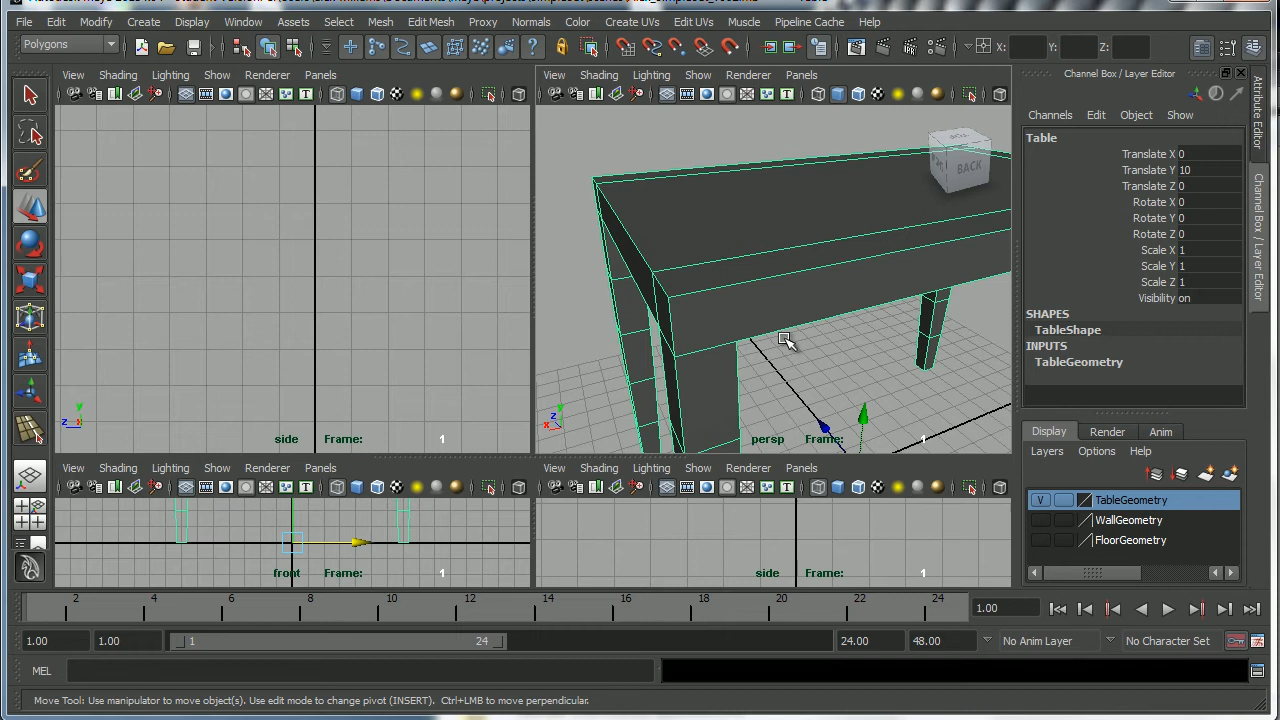 File Edit Modify Create Display Window Assets Select Mesh Edit Mesh Proxy Normals Color Create UVs Edit UVs Muscle Pipeline Cache Help
Polygons
X: Y: Z:
View Shading Lighting Show Renderer Panels
View Shading Lighting Show Renderer Panels
Channel Box / Layer Editor
Channels Edit Object Show
Table
Translate X 0
Translate Y 10
Translate Z 0
Rotate X 0
Rotate Y 0
Rotate Z 0
Scale X 1
Scale Y 1
Scale Z 1
Visibility on
SHAPES
TableShape
INPUTS
TableGeometry
Attribute Editor
Channel Box / Layer Editor
BACK
y
z x
side Frame: 1
y
z
x
persp Frame: 1
Display Render Anim
Layers Options Help
V TableGeometry
WallGeometry
FloorGeometry
View Shading Lighting Show Renderer Panels
View Shading Lighting Show Renderer Panels
front Frame: 1
side Frame: 1
2 4 6 8 10 12 14 16 18 20 22 24
1.00
1.00 1.00 1 24 24.00 48.00 No Anim Layer No Character Set
MEL
Move Tool: Use manipulator to move object(s). Use edit mode to change pivot (INSERT). Ctrl+LMB to move perpendicular.